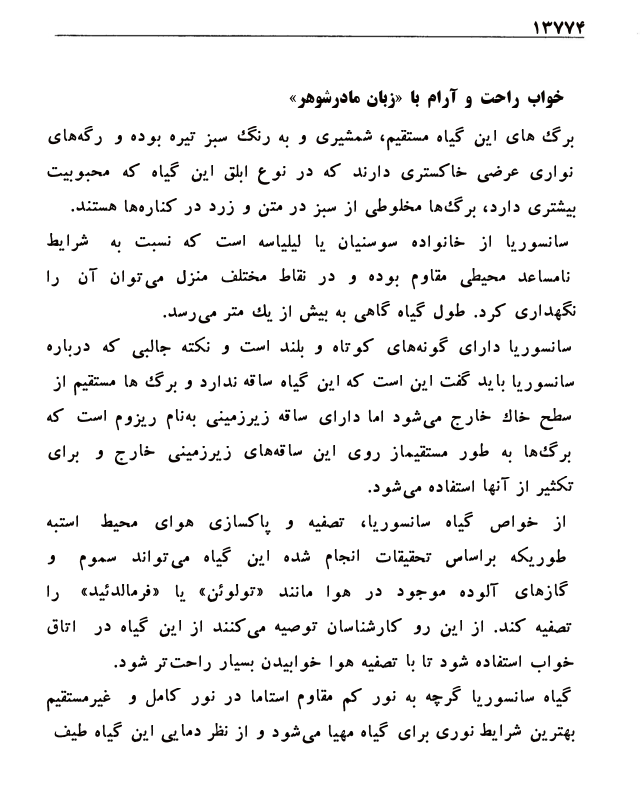 ۱۳۷۷۴
خواب راحت و آرام با «زبان مادرشوهر»
برگ های این گیاه مستقیم، شمشیری و به رنگ سبز تیره بوده و رگه‌های
نواری عرضی خاکستری دارند که در نوع ابلق این گیاه که محبوبیت
بیشتری دارد، برگ‌ها مخلوطی از سبز در متن و زرد در کناره‌ها هستند.
سانسوریا از خانواده سوسنیان یا لیلیاسه است که نسبت به شرایط
نامساعد محیطی مقاوم بوده و در نقاط مختلف منزل می‌توان آن را
نگهداری کرد. طول گیاه گاهی به بیش از یك متر می‌رسد.
سانسوریا دارای گونه‌های کوتاه و بلند است و نکته جالبی که درباره
سانسوریا باید گفت این است که این گیاه ساقه ندارد و برگ ها مستقیم از
سطح خاك خارج می‌شود اما دارای ساقه زیرزمینی به‌نام ریزوم است که
برگ‌ها به طور مستقیماز روی این ساقه‌های زیرزمینی خارج و برای
تکثیر از آنها استفاده می‌شود.
از خواص گیاه سانسوریا، تصفیه و پاکسازی هوای محیط استبه
طوریکه براساس تحقیقات انجام شده این گیاه می‌تواند سموم و
گازهای آلوده موجود در هوا مانند «تولوئن» یا «فرمالدئید» را
تصفیه کند. از این رو کارشناسان توصیه می‌کنند از این گیاه در اتاق
خواب استفاده شود تا با تصفیه هوا خوابیدن بسیار راحت‌تر شود.
گیاه سانسوریا گرچه به نور کم مقاوم استاما در نور کامل و غیرمستقیم
بهترین شرایط نوری برای گیاه مهیا می‌شود و از نظر دمایی این گیاه طیف